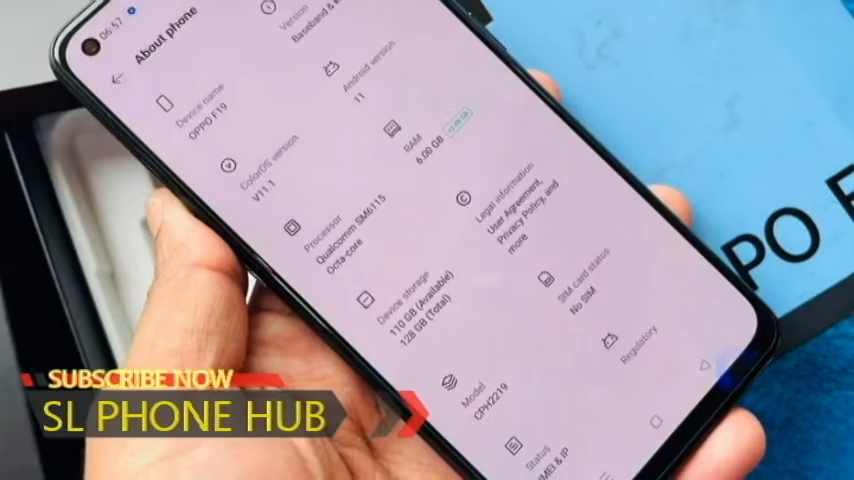 06:57
About phone
Device name
OPPO F19
Version
Baseband &
ColorOS version
V11.1
Android version
11
Processor
Qualcomm SM6115
Octa-core
RAM
6.00 GB
Device storage
110 GB (Available)
128 GB (Total)
Legal information
User Agreement,
Privacy Policy, and
more
Model
CPH2219
SIM card status
No SIM
Status
IMEI & IP
Regulatory
PO F
SUBSCRIBE NOW
SL PHONE HUB